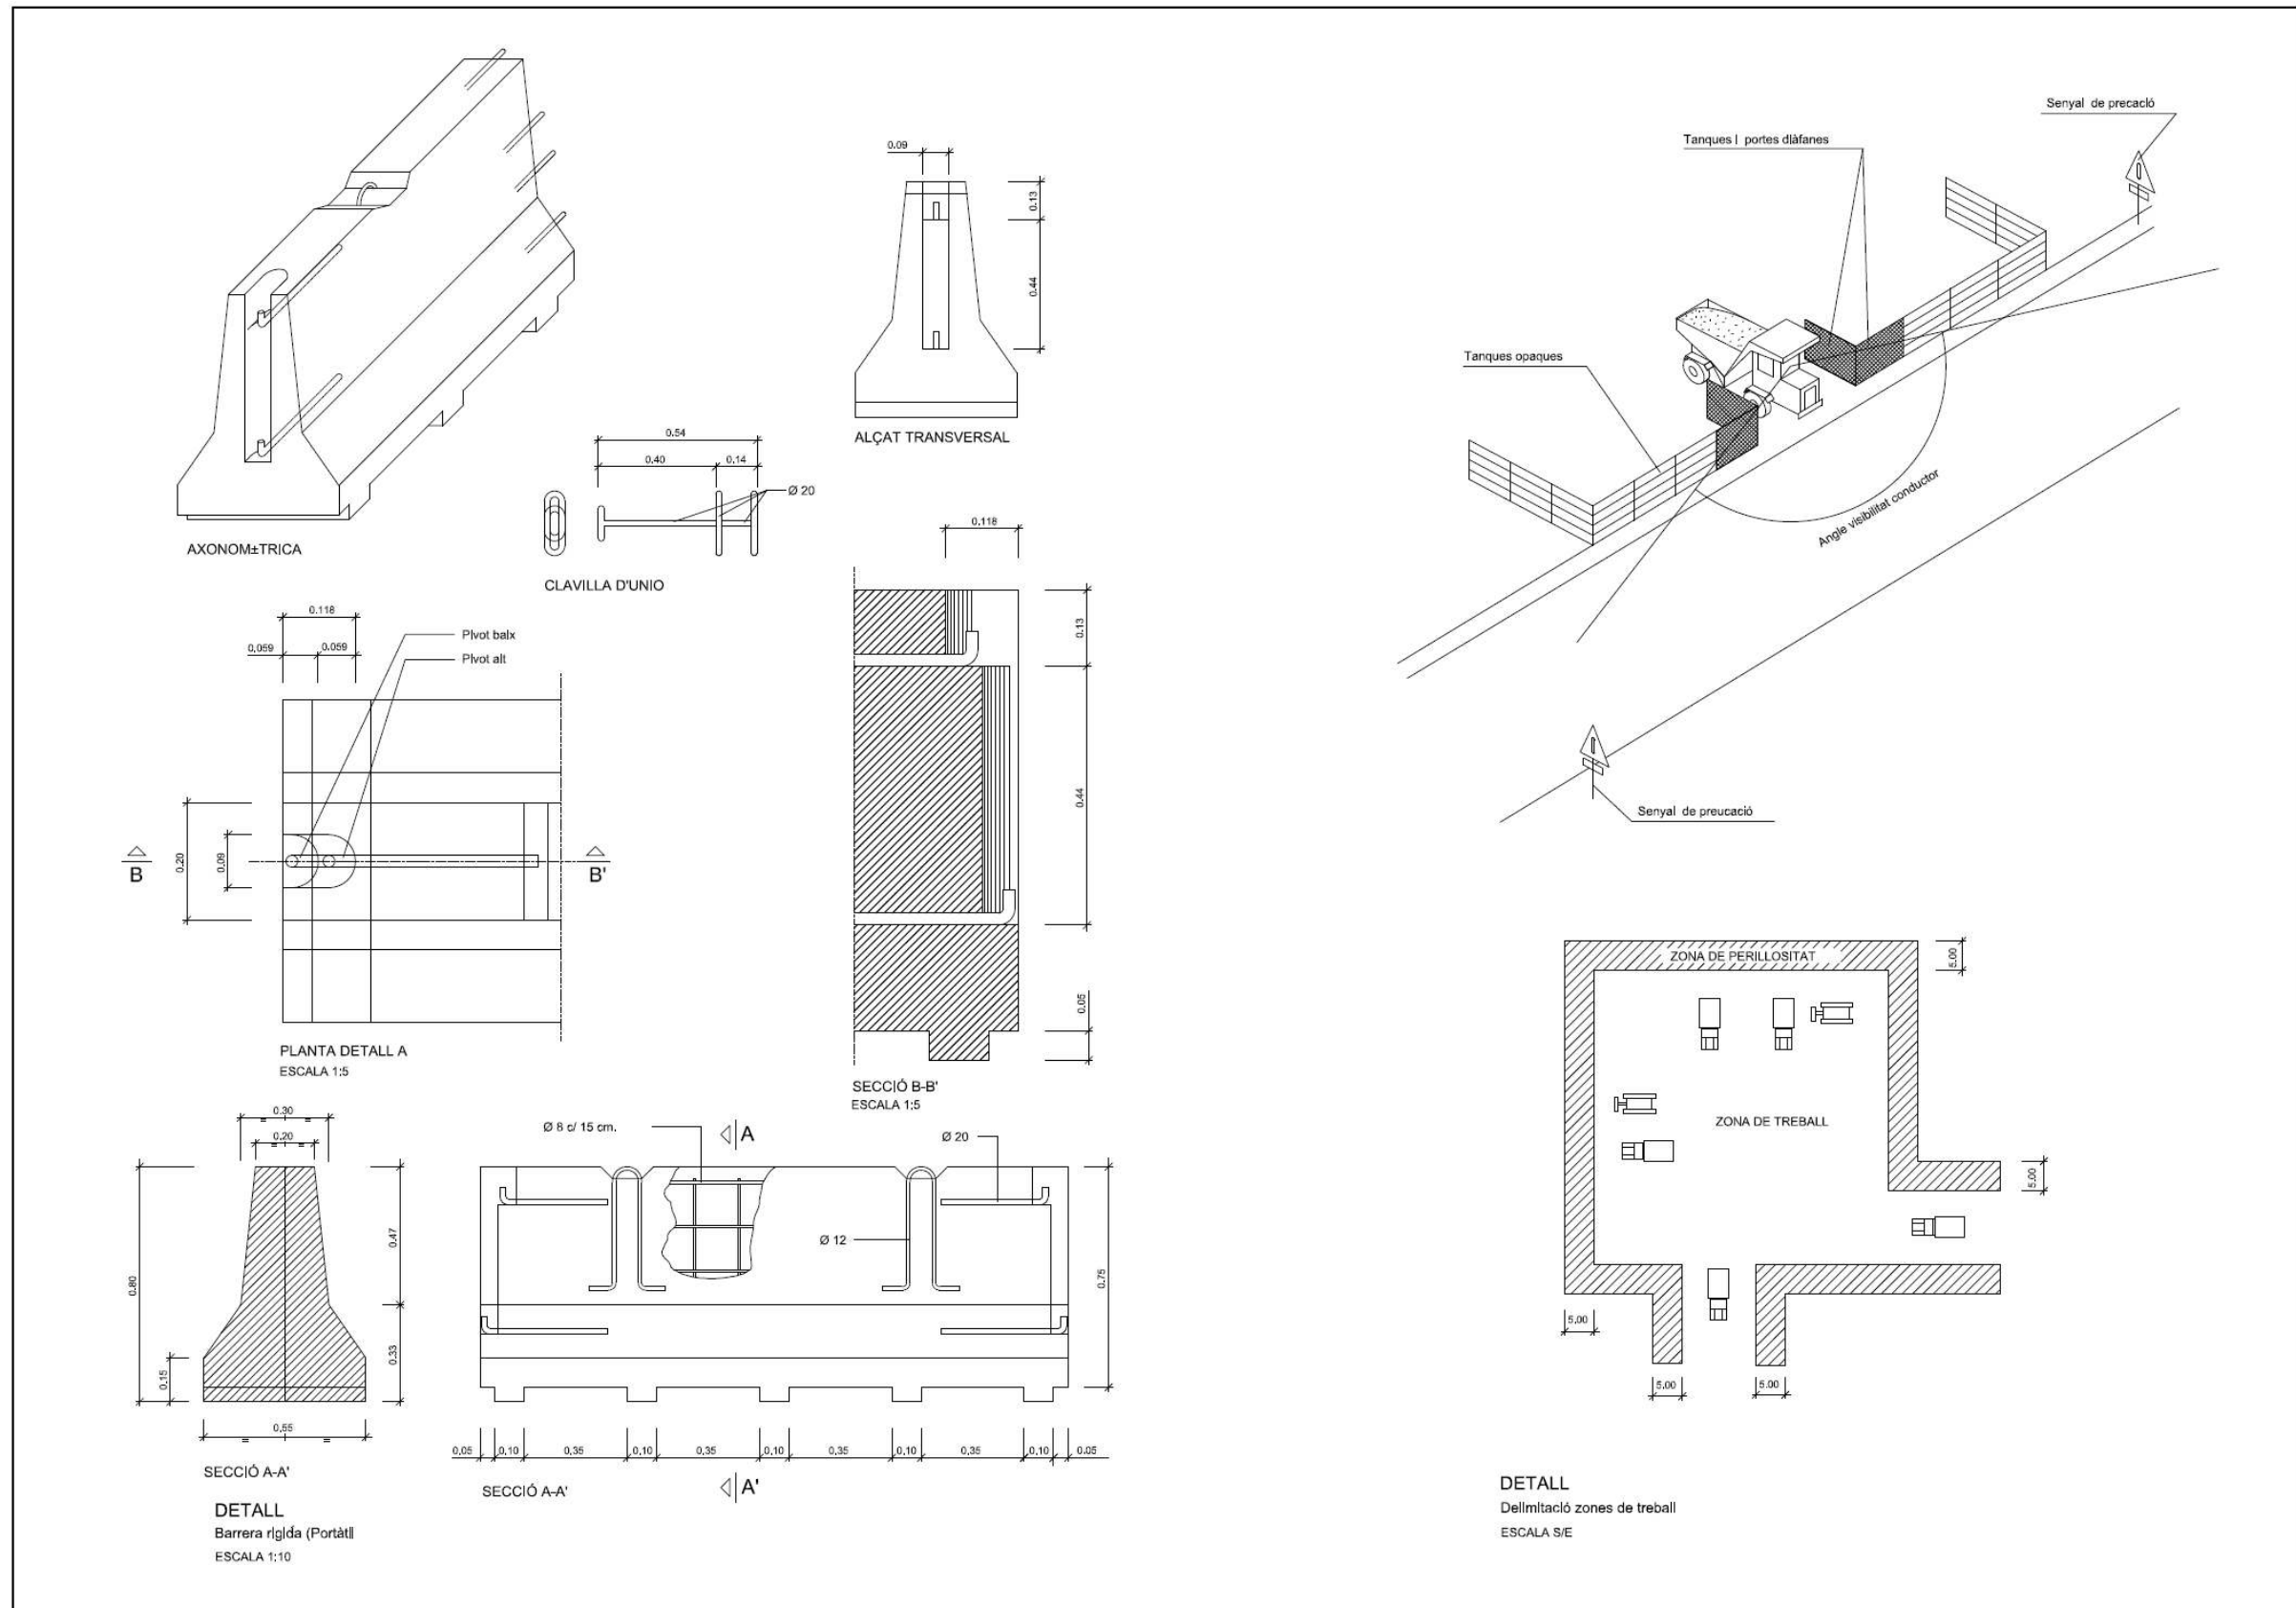 AXONOM±TRICA
0.54
0.40
0.14
Ø 20
CLAVILLA D'UNIO
0.09
0.13
0.44
ALÇAT TRANSVERSAL
0.118
0,059
0.059
Pivot baix
Pivot alt
B
B'
0.20
0.09
PLANTA DETALL A
ESCALA 1:5
0.118
0.13
0.44
0.05
SECCIÓ B-B'
ESCALA 1:5
0.30
= =
0.20
= =
0.80
0.15
0.47
0.33
0,55
= =
SECCIÓ A-A'
DETALL
Barrera rígida (Portàtil
ESCALA 1:10
Ø 8 c/ 15 cm.
A
Ø 20
Ø 12
0.75
0,05
0,10
0,35
0,10
0,35
0,10
0,35
0,10
0,35
0,10
0.05
SECCIÓ A-A'
A'
Senyal de precació
Tanques I portes diàfanes
Tanques opaques
Angle visibilitat conductor
Senyal de preucació
ZONA DE PERILLOSITAT
5.00
ZONA DE TREBALL
5.00
5.00
5.00
5.00
DETALL
Delimitació zones de treball
ESCALA S/E